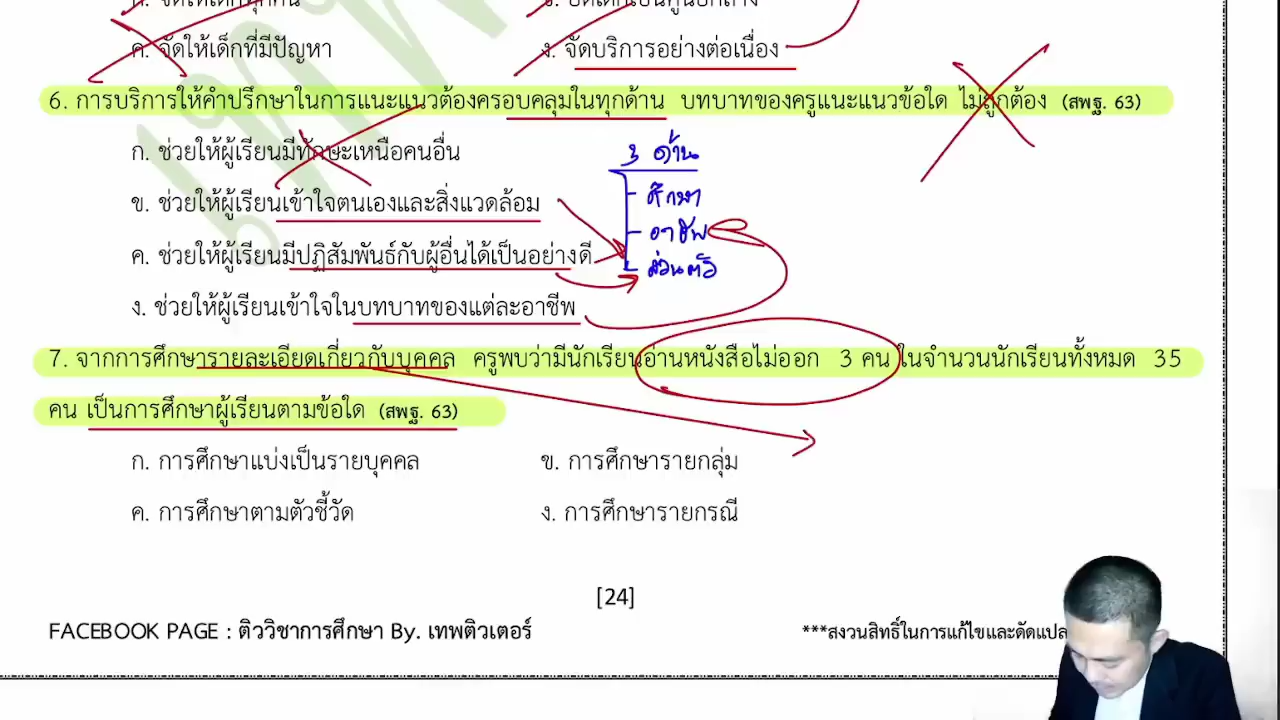 ค. จัดให้เด็กที่มีปัญหา ง. จัดบริการอย่างต่อเนื่อง
6. การบริการให้คำปรึกษาในการแนะแนวต้องครอบคลุมในทุกด้าน บทบาทของครูแนะแนวข้อใด ไม่ถูกต้อง (สพฐ. 63)
ก. ช่วยให้ผู้เรียนมีทักษะเหนือคนอื่น
3 ด้าน
ข. ช่วยให้ผู้เรียนเข้าใจตนเองและสิ่งแวดล้อม
- ศึกษา
- อาชีพ
ค. ช่วยให้ผู้เรียนมีปฏิสัมพันธ์กับผู้อื่นได้เป็นอย่างดี
- ส่วนตัว
ง. ช่วยให้ผู้เรียนเข้าใจในบทบาทของแต่ละอาชีพ
7. จากการศึกษารายละเอียดเกี่ยวกับบุคคล ครูพบว่ามีนักเรียนอ่านหนังสือไม่ออก 3 คน ในจำนวนนักเรียนทั้งหมด 35
คน เป็นการศึกษาผู้เรียนตามข้อใด (สพฐ. 63)
ก. การศึกษาแบ่งเป็นรายบุคคล ข. การศึกษารายกลุ่ม
ค. การศึกษาตามตัวชี้วัด ง. การศึกษารายกรณี
[24]
FACEBOOK PAGE : ติววิชาการศึกษา By. เทพติวเตอร์ ***สงวนสิทธิ์ในการแก้ไขและดัดแปล